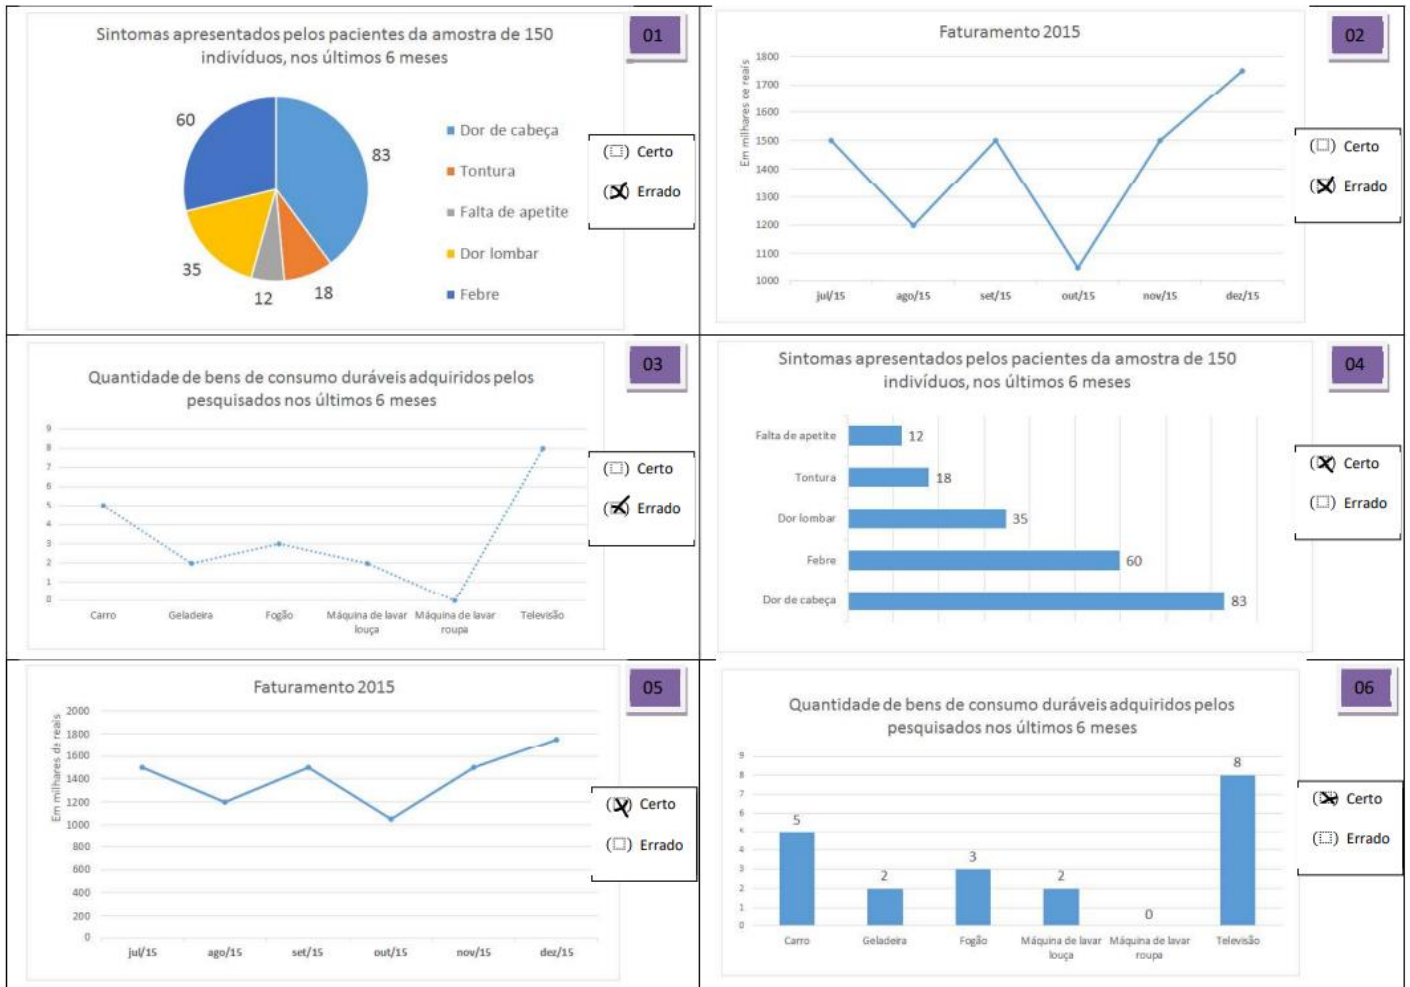 Sintomas apresentados pelos pacientes da amostra de 150
indivíduos, nos últimos 6 meses
01
60
83
35
12
18
Dor de cabeça
Tontura
Falta de apetite
Dor lombar
Febre
() Certo
() Errado
Faturamento 2015
02
Em milhares de reais
1800
1700
1600
1500
1400
1300
1200
1100
1000
jul/15 ago/15 set/15 out/15 nov/15 dez/15
() Certo
() Errado
Quantidade de bens de consumo duráveis adquiridos pelos
pesquisados nos últimos 6 meses
03
9
8
7
6
5
4
3
2
1
0
Carro Geladeira Fogão Máquina de lavar Máquina de lavar Televisão
louça roupa
() Certo
() Errado
Sintomas apresentados pelos pacientes da amostra de 150
indivíduos, nos últimos 6 meses
04
Falta de apetite 12
Tontura 18
Dor lombar 35
Febre 60
Dor de cabeça 83
() Certo
() Errado
Faturamento 2015
05
Em milhares de reais
2000
1800
1600
1400
1200
1000
800
600
400
200
0
jul/15 ago/15 set/15 out/15 nov/15 dez/15
() Certo
() Errado
Quantidade de bens de consumo duráveis adquiridos pelos
pesquisados nos últimos 6 meses
06
9
8
7
6
5
4
3
2
1
0
5
2
3
2
0
8
Carro Geladeira Fogão Máquina de lavar Máquina de lavar Televisão
louça roupa
() Certo
() Errado